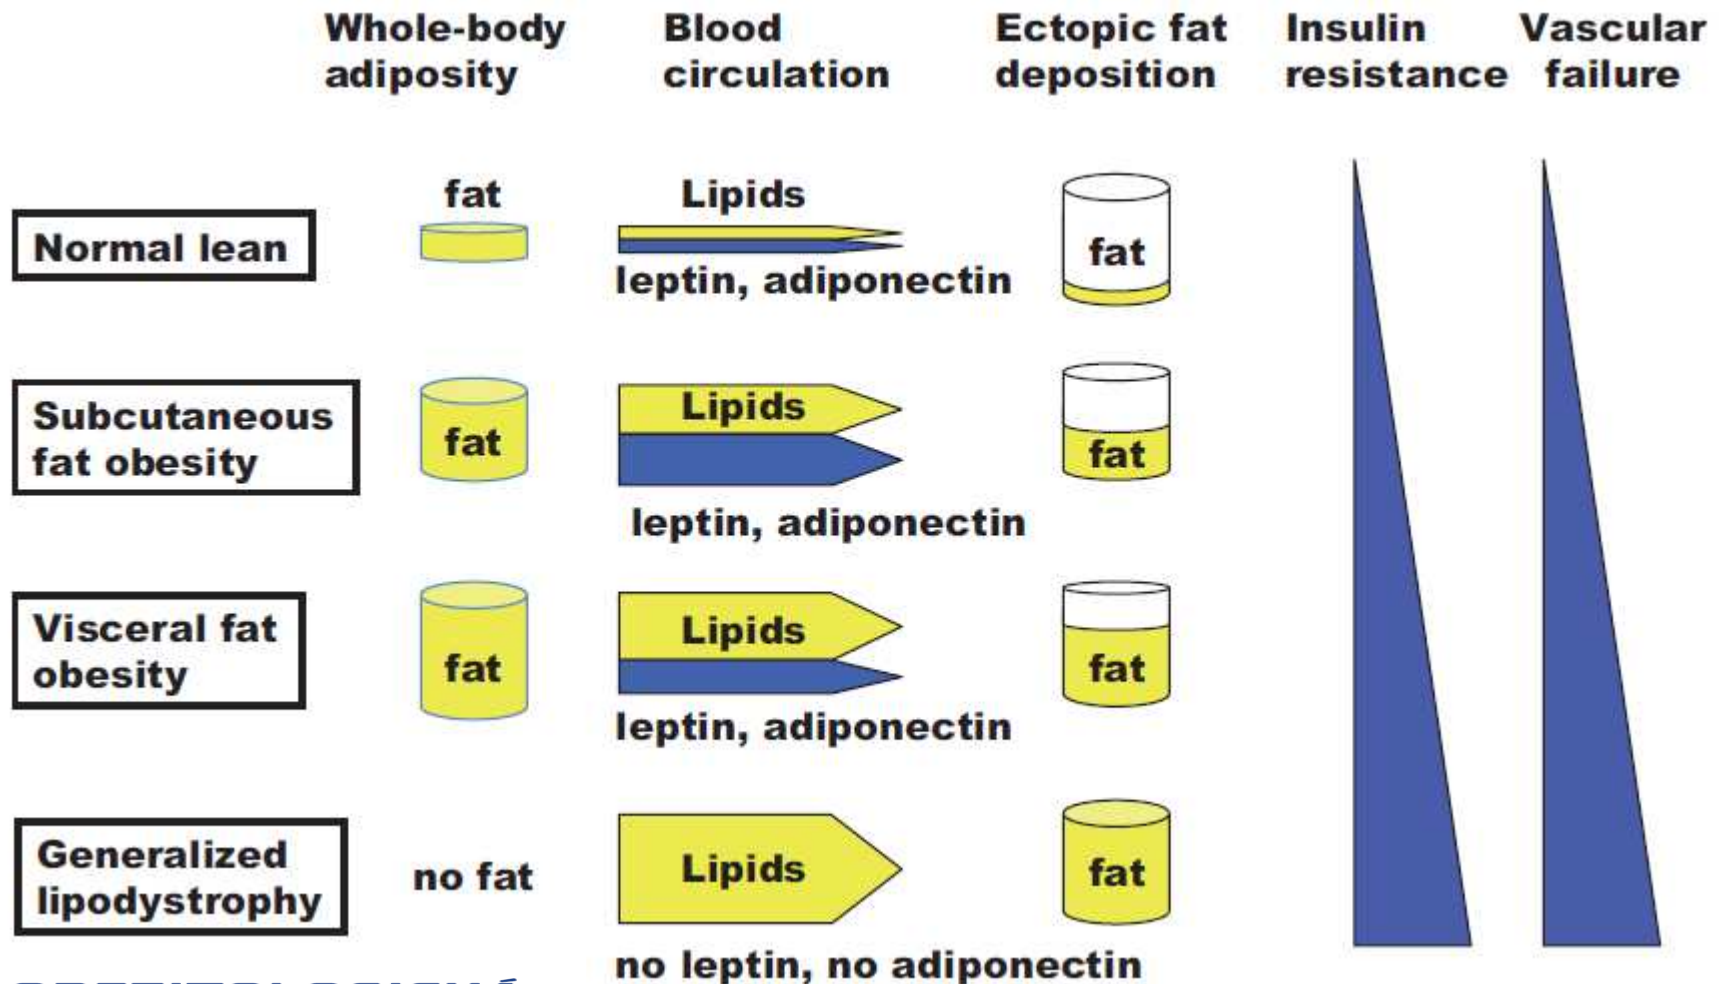 Whole-body adiposity
Blood circulation
Ectopic fat deposition
Insulin resistance
Vascular failure
Normal lean
fat
Lipids
leptin, adiponectin
fat
Subcutaneous
fat obesity
fat
Lipids
leptin, adiponectin
fat
Visceral fat
obesity
fat
Lipids
leptin, adiponectin
fat
Generalized
lipodystrophy
no fat
Lipids
no leptin, no adiponectin
fat